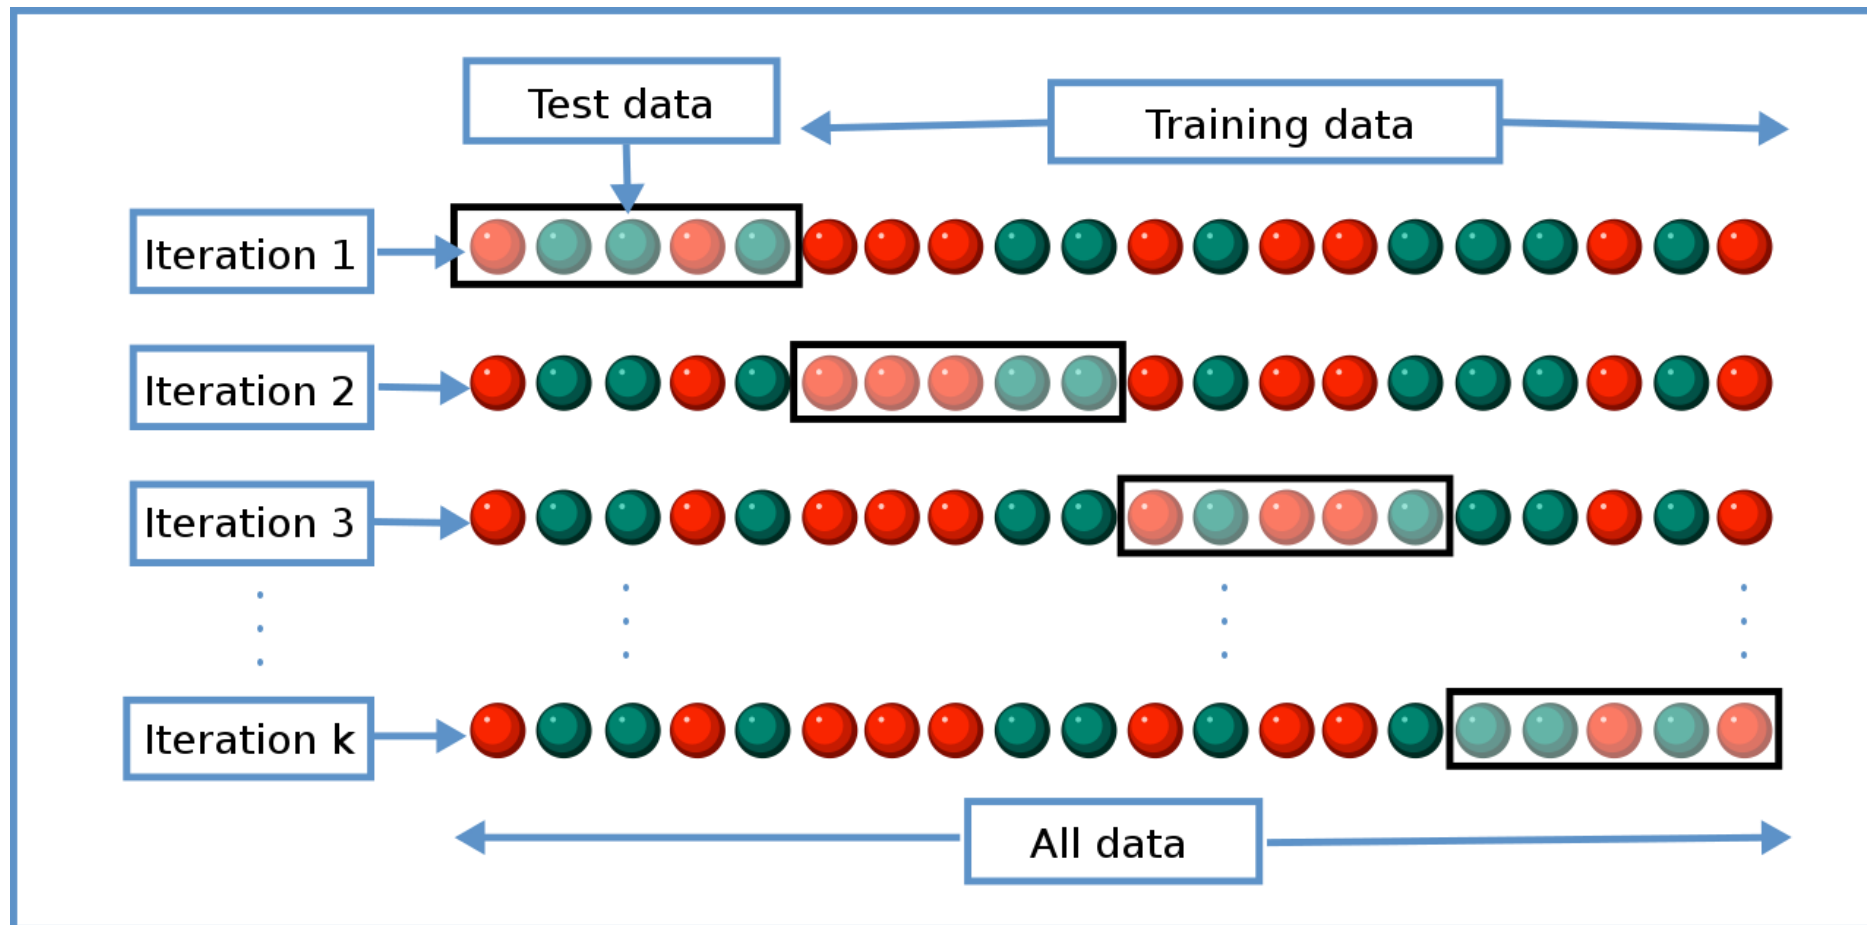 Test data
Training data
Iteration 1
Iteration 2
Iteration 3
Iteration k
All data